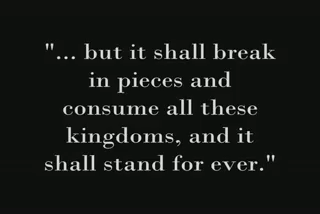 "... but it shall break
in pieces and
consume all these
kingdoms, and it
shall stand for ever."